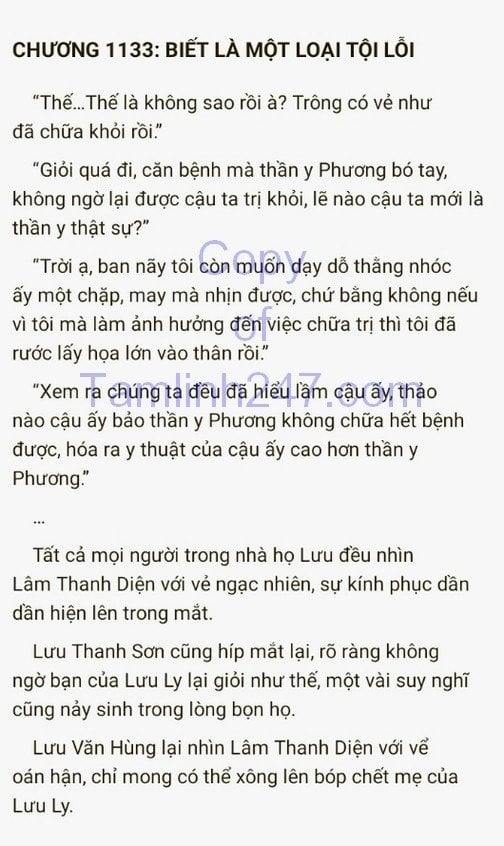 CHƯƠNG 1133: BIẾT LÀ MỘT LOẠI TỘI LỖI
“Thế...Thế là không sao rồi à? Trông có vẻ như
đã chữa khỏi rồi.”
“Giỏi quá đi, căn bệnh mà thần y Phương bó tay,
không ngờ lại được cậu ta trị khỏi, lẽ nào cậu ta mới là
thần y thật sự?”
“Trời ạ, ban nãy tôi còn muốn dạy dỗ thằng nhóc
ấy một chặp, may mà nhịn được, chứ bằng không nếu
vì tôi mà làm ảnh hưởng đến việc chữa trị thì tôi đã
rước lấy họa lớn vào thân rồi.”
“Xem ra chúng ta đều đã hiểu lầm cậu ấy, thảo
nào cậu ấy bảo thần y Phương không chữa hết bệnh
được, hóa ra y thuật của cậu ấy cao hơn thần y
Phương.”
...
Tất cả mọi người trong nhà họ Lưu đều nhìn
Lâm Thanh Diện với vẻ ngạc nhiên, sự kính phục dần
dần hiện lên trong mắt.
Lưu Thanh Sơn cũng híp mắt lại, rõ ràng không
ngờ bạn của Lưu Ly lại giỏi như thế, một vài suy nghĩ
cũng nảy sinh trong lòng bọn họ.
Lưu Văn Hùng lại nhìn Lâm Thanh Diện với vể
oán hận, chỉ mong có thể xông lên bóp chết mẹ của
Lưu Ly.
Copy
of
Tamlinh247.com